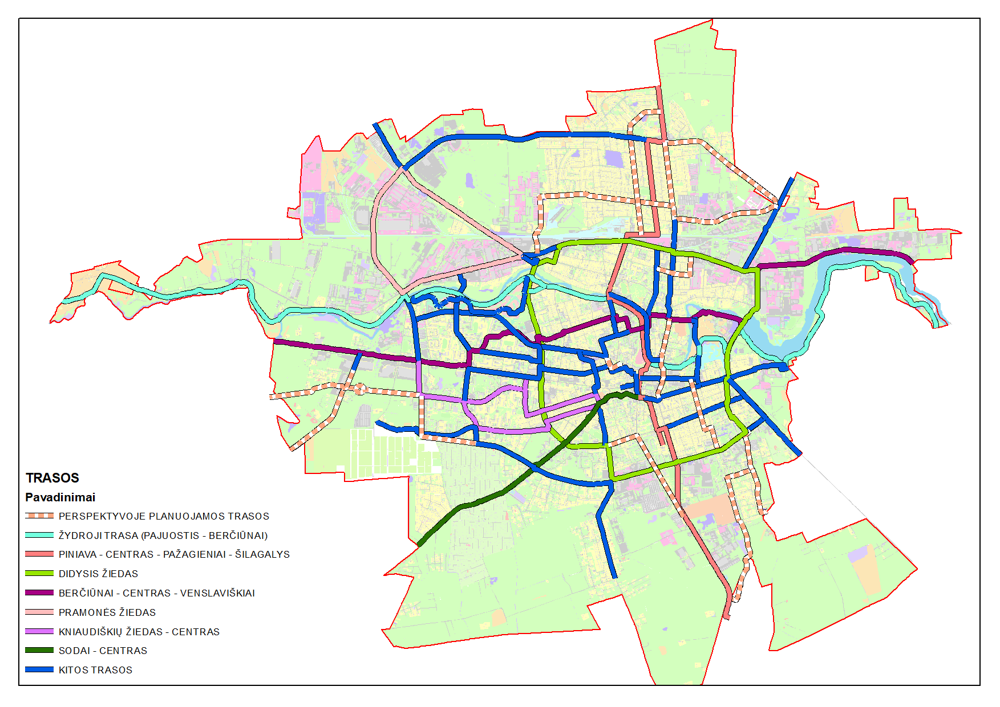 TRASOS
Pavadinimai
PERSPEKTYVOJE PLANUOJAMOS TRASOS
ŽYDROJI TRASA (PAJUOSTIS - BERČIŪNAI)
PINIAVA - CENTRAS - PAŽAGIENIAI - ŠILAGALYS
DIDYSIS ŽIEDAS
BERČIŪNAI - CENTRAS - VENSLAVIŠKIAI
PRAMONĖS ŽIEDAS
KNIAUDIŠKIŲ ŽIEDAS - CENTRAS
SODAI - CENTRAS
KITOS TRASOS